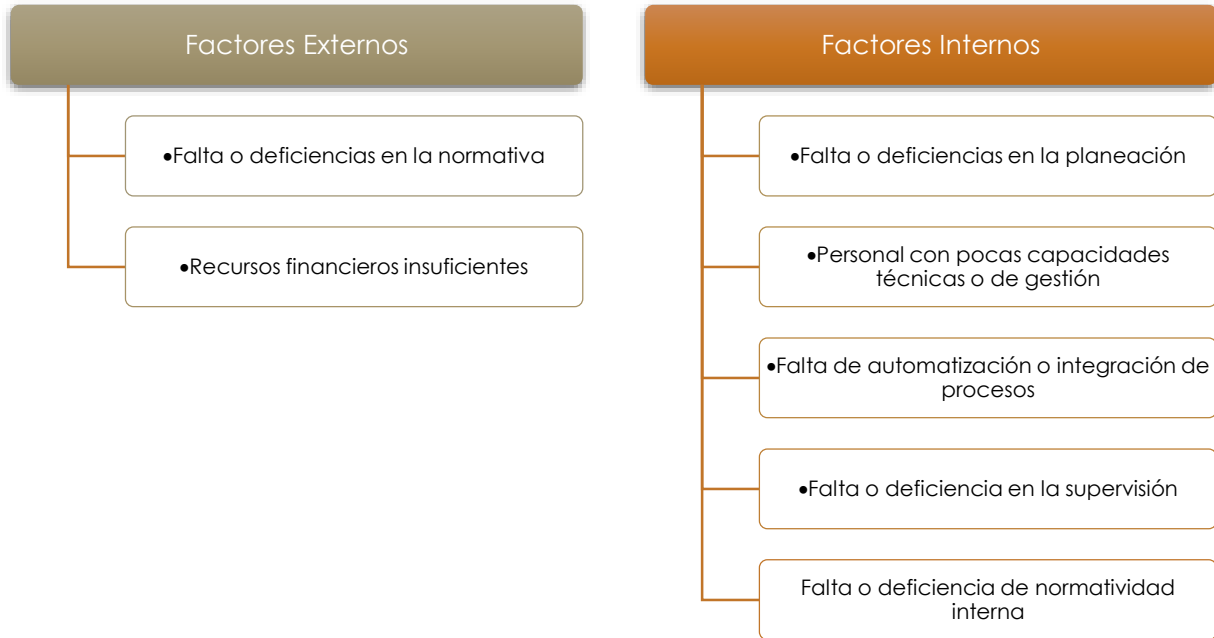 Factores Externos
•Falta o deficiencias en la normativa
•Recursos financieros insuficientes
Factores Internos
•Falta o deficiencias en la planeación
•Personal con pocas capacidades
técnicas o de gestión
•Falta de automatización o integración de
procesos
•Falta o deficiencia en la supervisión
Falta o deficiencia de normatividad
interna